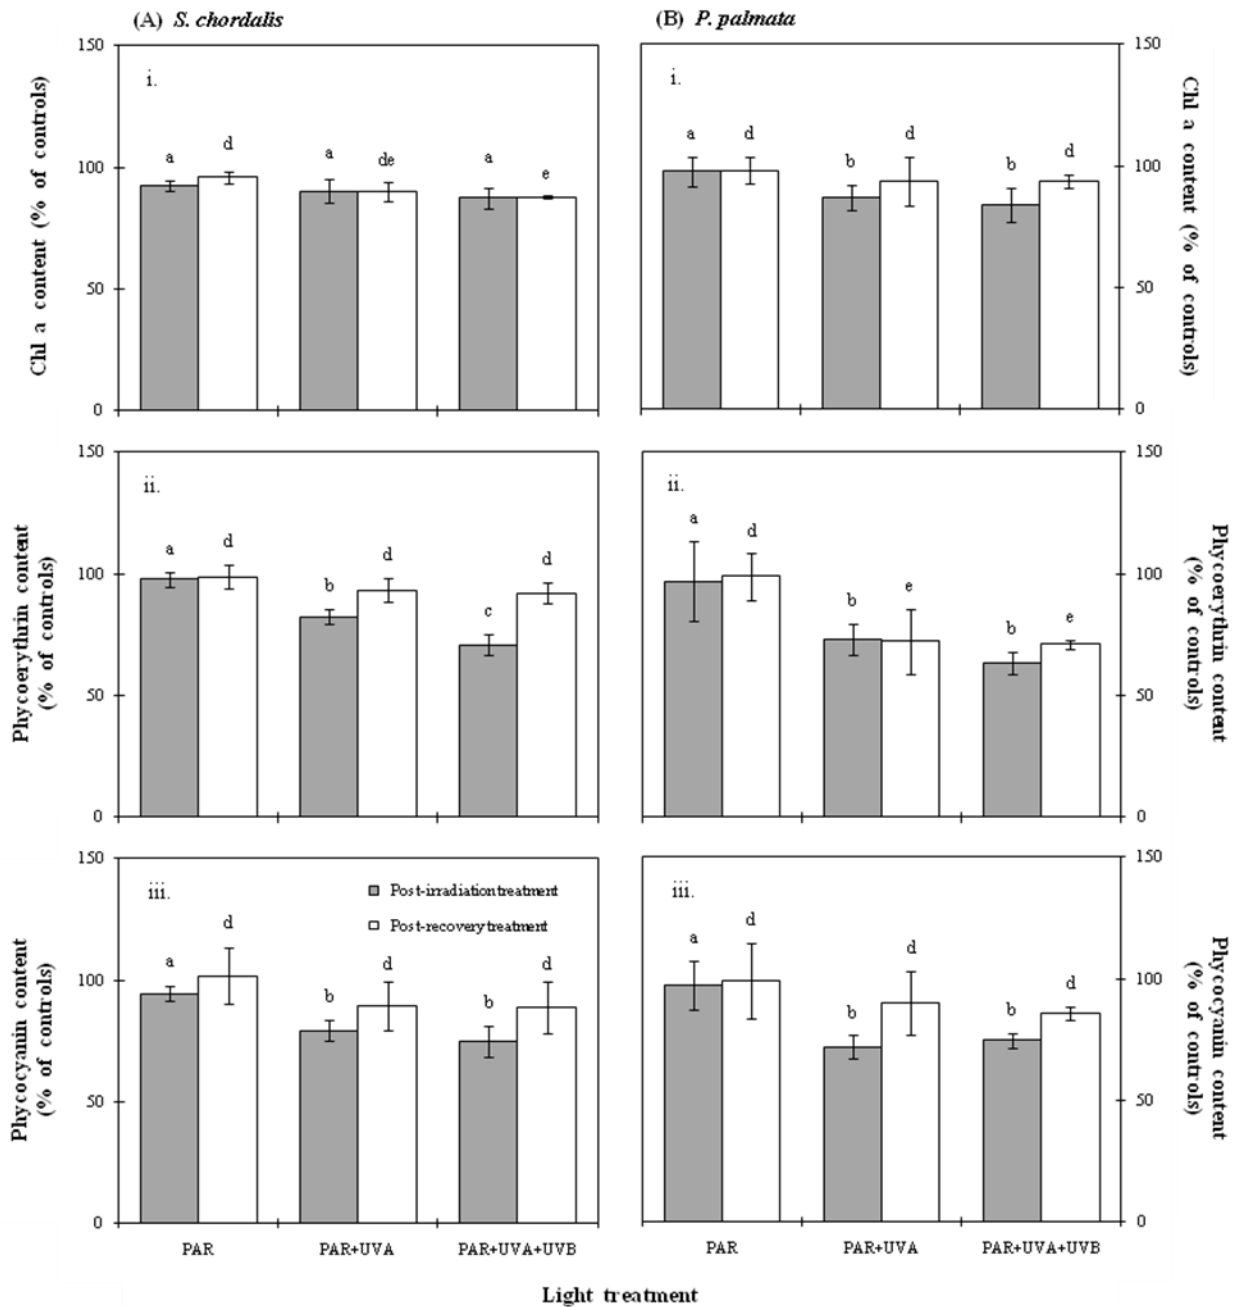 (A) S. chordalis
(B) P. palmata
Chl a content (% of controls)
150
100
50
0
i.
a
d
a
de
a
e
i.
a
d
b
d
b
d
150
100
50
0
Chl a content (% of controls)
Phycoerythrin content
(% of controls)
150
100
50
0
ii.
a
d
b
d
c
d
ii.
a
d
b
e
b
e
150
100
50
0
Phycoerythrin content
(% of controls)
Phycocyanin content
(% of controls)
150
100
50
0
iii.
Post-irradiation treatment
Post-recovery treatment
a
d
b
d
b
d
PAR
PAR+UVA
PAR+UVA+UVB
iii.
a
d
b
d
b
d
150
100
50
0
Phycocyanin content
(% of controls)
PAR
PAR+UVA
PAR+UVA+UVB
Light treatment